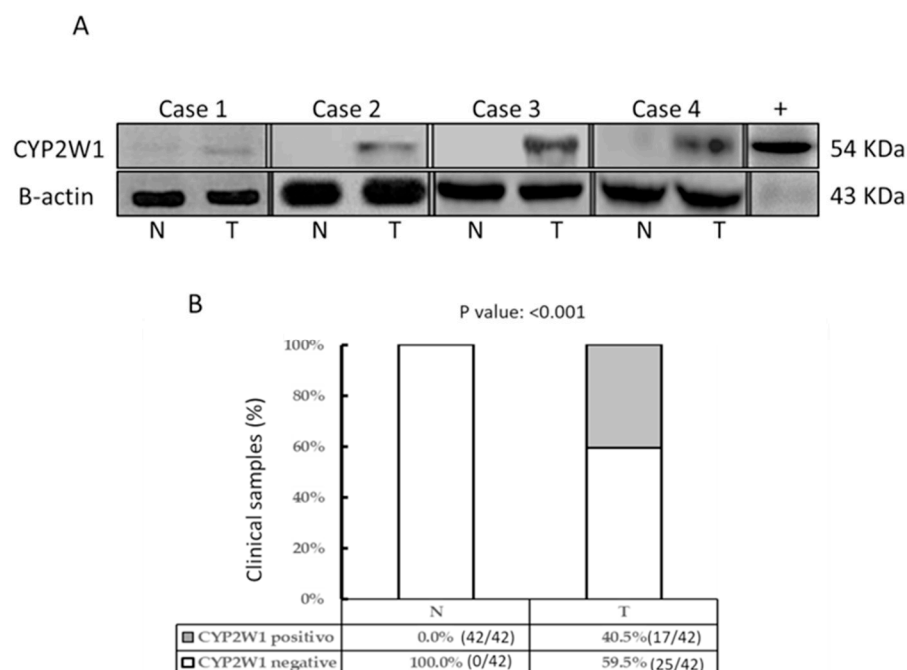 A
Case 1 Case 2 Case 3 Case 4 +
CYP2W1 54 KDa
B-actin 43 KDa
N T N T N T N T
B
P value: <0.001
Clinical samples (%)
100%
80%
60%
40%
20%
0%
N T
CYP2W1 positivo 0.0% (42/42) 40.5%(17/42)
CYP2W1 negative 100.0% (0/42) 59.5%(25/42)